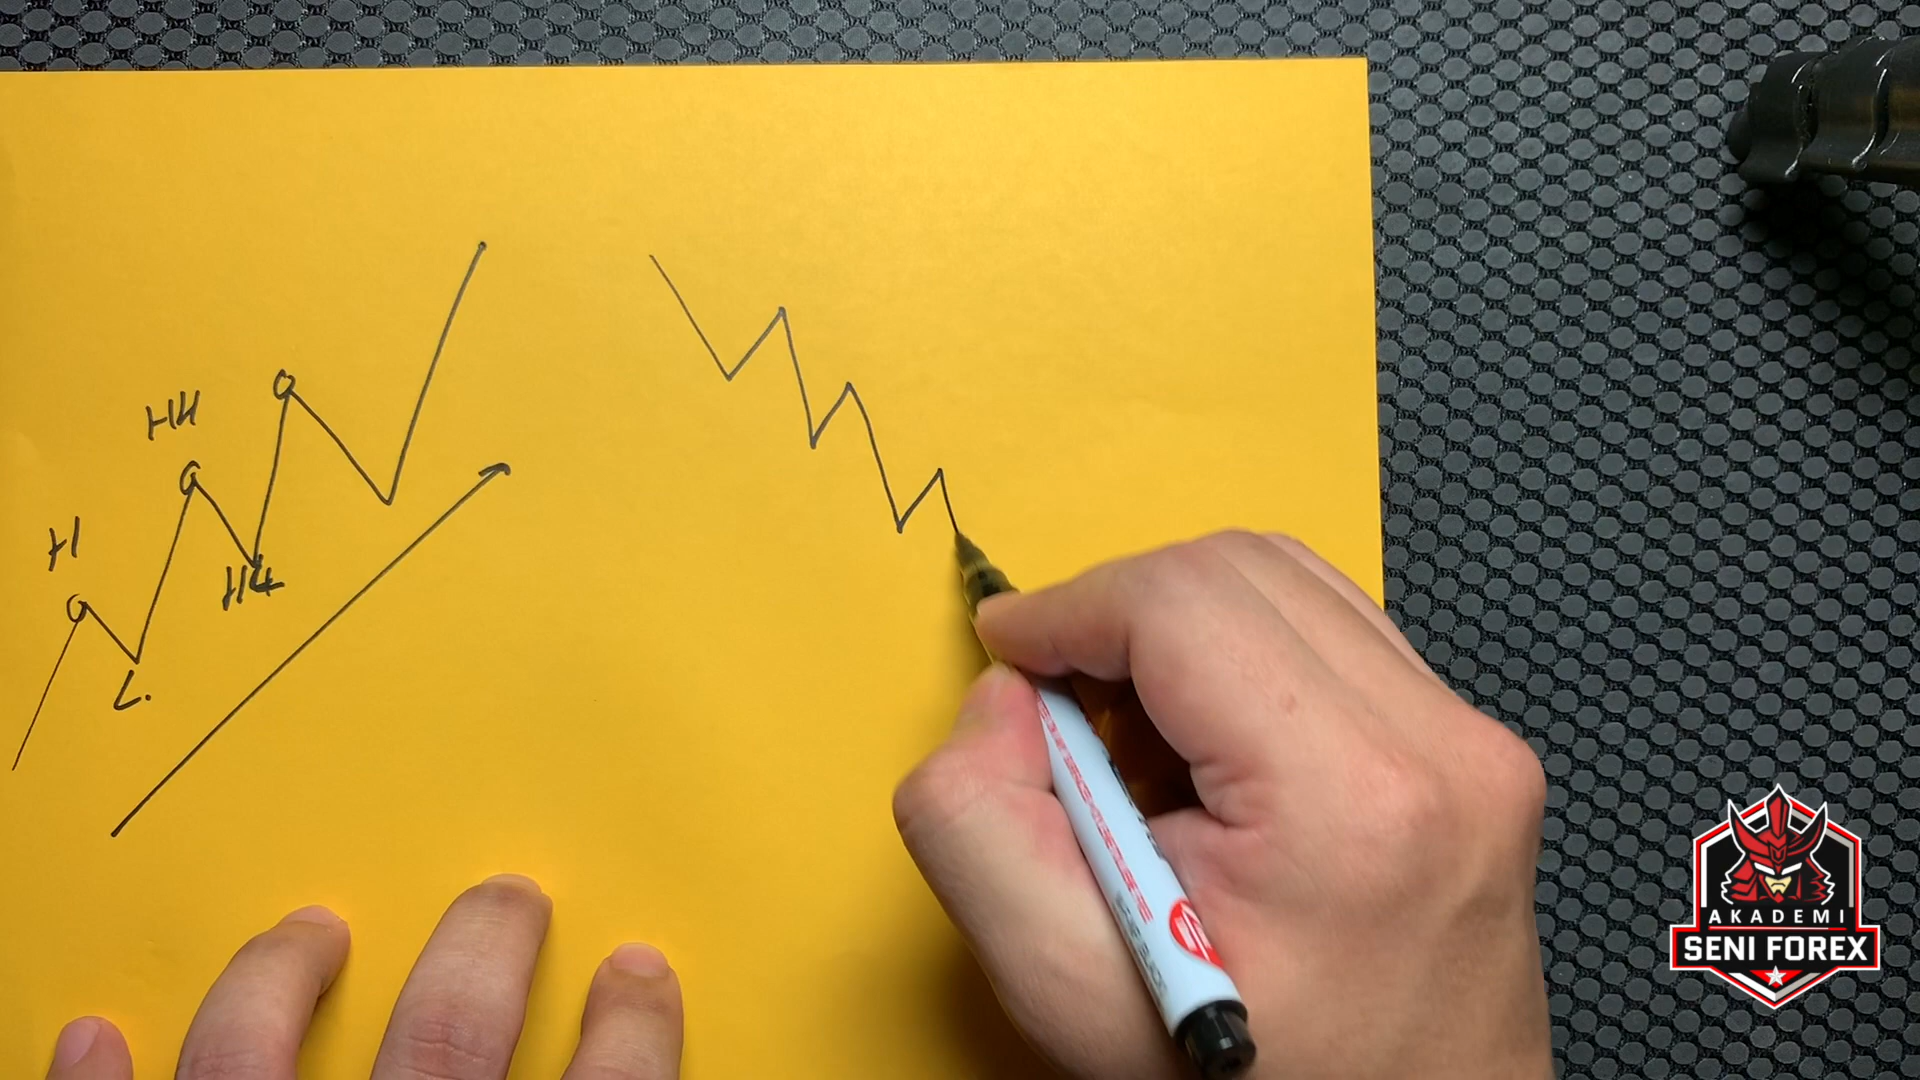 HH
H
HL
L.
AKADEMI
SENI FOREX